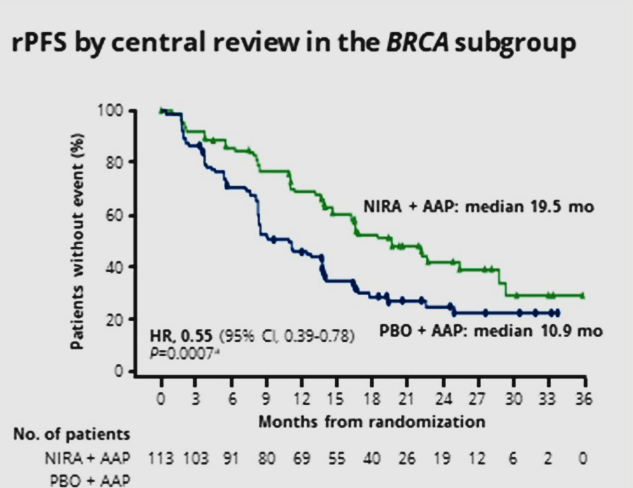 rPFS by central review in the BRCA subgroup
100
80
60
40
20
0
Patients without event (%)
NIRA + AAP: median 19.5 mo
PBO + AAP: median 10.9 mo
HR, 0.55 (95% CI, 0.39-0.78)
P=0.0007ᵃ
0 3 6 9 12 15 18 21 24 27 30 33 36
Months from randomization
No. of patients
NIRA + AAP 113 103 91 80 69 55 40 26 19 12 6 2 0
PBO + AAP